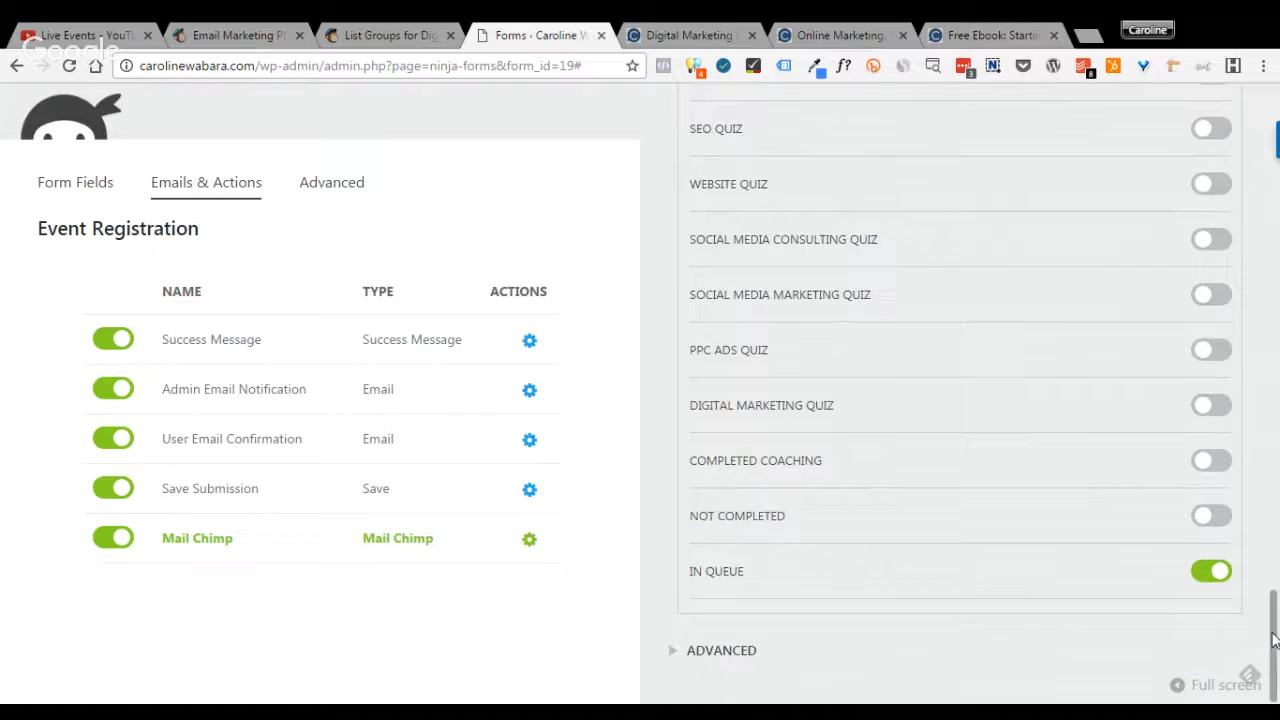 Live Events - YouTu
Email Marketing Pl
List Groups for Dig
Forms ‹ Caroline W
Digital Marketing
Online Marketing
Free Ebook: Startin
Caroline
Google
carolinewabara.com/wp-admin/admin.php?page=ninja-forms&form_id=19#
Form Fields
Emails & Actions
Advanced
Event Registration
NAME TYPE ACTIONS
Success Message Success Message
Admin Email Notification Email
User Email Confirmation Email
Save Submission Save
Mail Chimp Mail Chimp
SEO QUIZ
WEBSITE QUIZ
SOCIAL MEDIA CONSULTING QUIZ
SOCIAL MEDIA MARKETING QUIZ
PPC ADS QUIZ
DIGITAL MARKETING QUIZ
COMPLETED COACHING
NOT COMPLETED
IN QUEUE
ADVANCED
Full screen